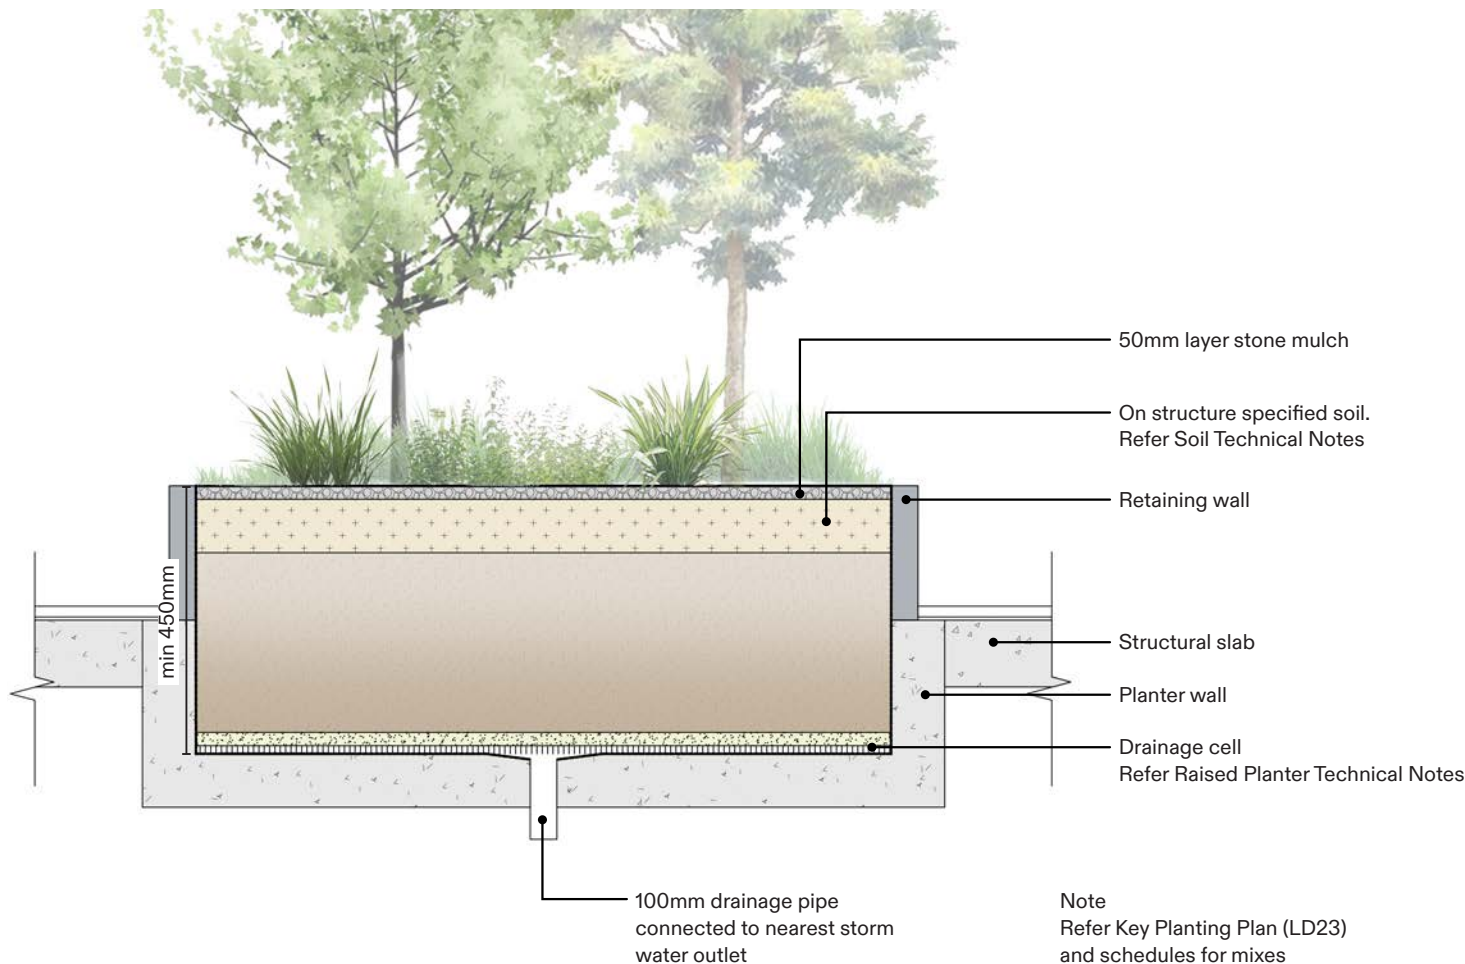 50mm layer stone mulch
On structure specified soil.
Refer Soil Technical Notes
Retaining wall
min 450mm
Structural slab
Planter wall
Drainage cell
Refer Raised Planter Technical Notes
100mm drainage pipe
connected to nearest storm
water outlet
Note
Refer Key Planting Plan (LD23)
and schedules for mixes